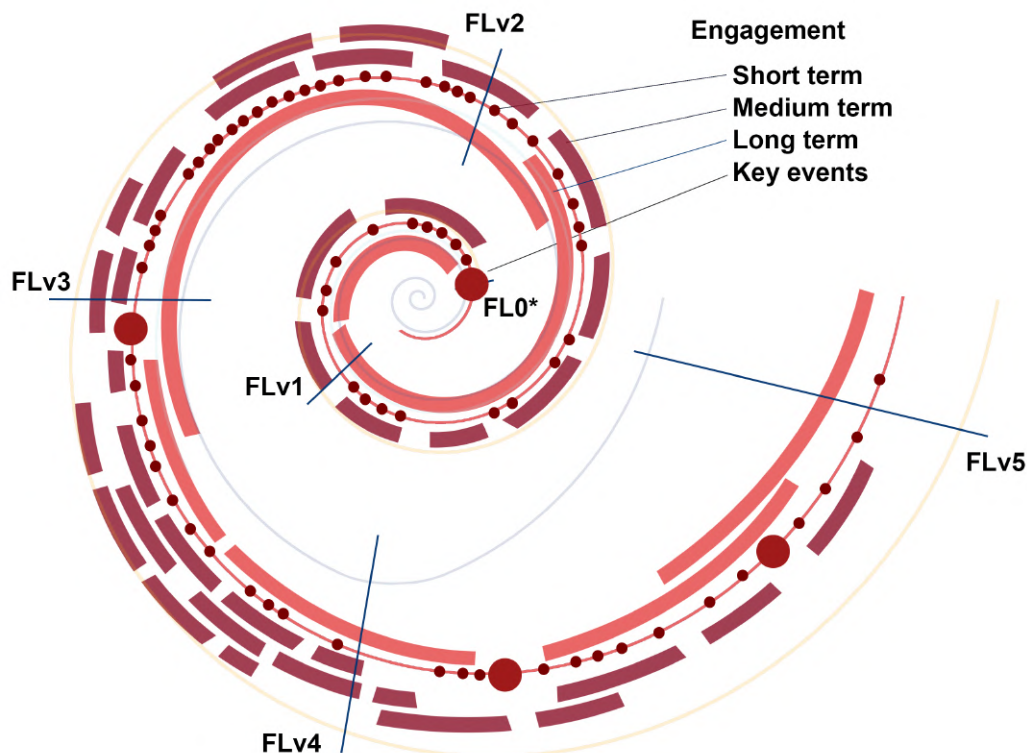 FLv2
Engagement
Short term
Medium term
Long term
Key events
FLv3
FL0*
FLv1
FLv5
FLv4